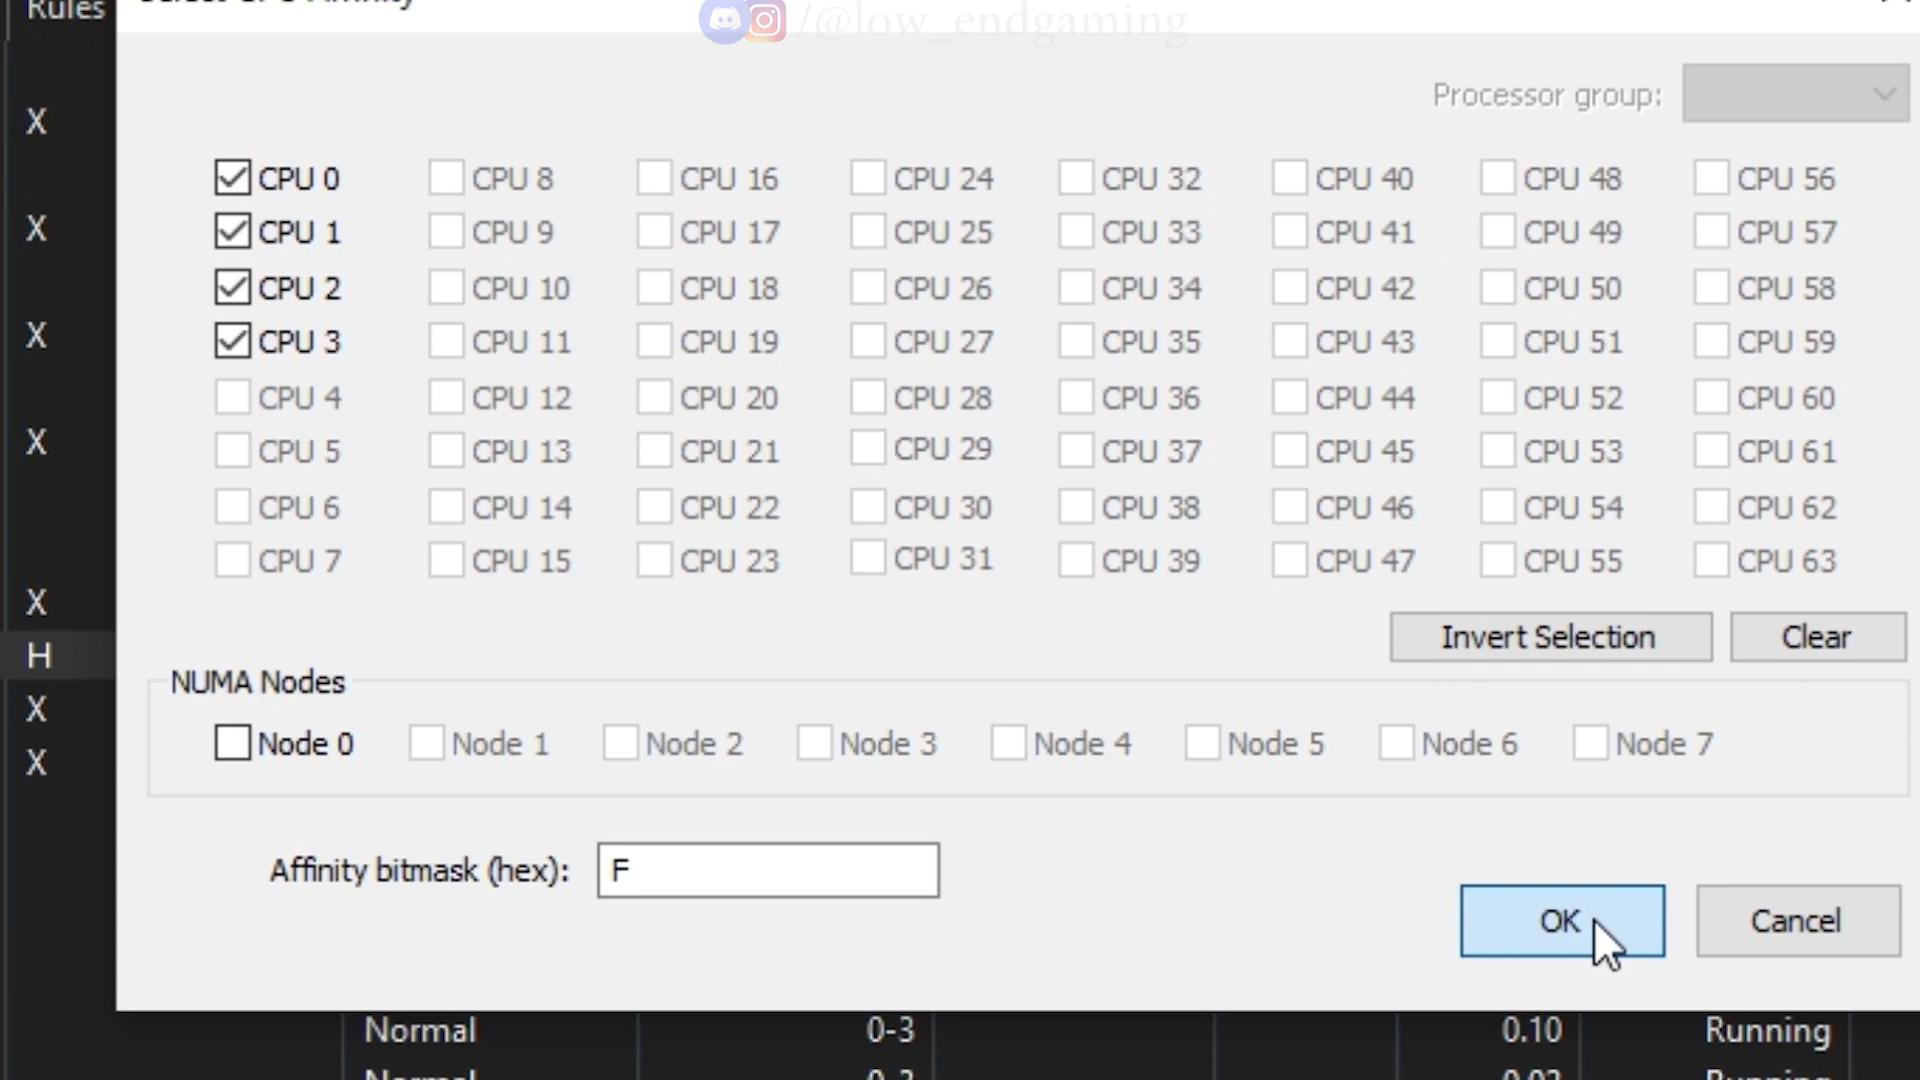 Rules
Select CPU Affinity
/@low_endgaming
Processor group:
CPU 0 CPU 8 CPU 16 CPU 24 CPU 32 CPU 40 CPU 48 CPU 56
CPU 1 CPU 9 CPU 17 CPU 25 CPU 33 CPU 41 CPU 49 CPU 57
CPU 2 CPU 10 CPU 18 CPU 26 CPU 34 CPU 42 CPU 50 CPU 58
CPU 3 CPU 11 CPU 19 CPU 27 CPU 35 CPU 43 CPU 51 CPU 59
CPU 4 CPU 12 CPU 20 CPU 28 CPU 36 CPU 44 CPU 52 CPU 60
CPU 5 CPU 13 CPU 21 CPU 29 CPU 37 CPU 45 CPU 53 CPU 61
CPU 6 CPU 14 CPU 22 CPU 30 CPU 38 CPU 46 CPU 54 CPU 62
CPU 7 CPU 15 CPU 23 CPU 31 CPU 39 CPU 47 CPU 55 CPU 63
Invert Selection Clear
NUMA Nodes
Node 0 Node 1 Node 2 Node 3 Node 4 Node 5 Node 6 Node 7
Affinity bitmask (hex): F
OK Cancel
X
X
X
X
X
H
X
X
Normal 0-3 0.10 Running
Normal 0-3 Running